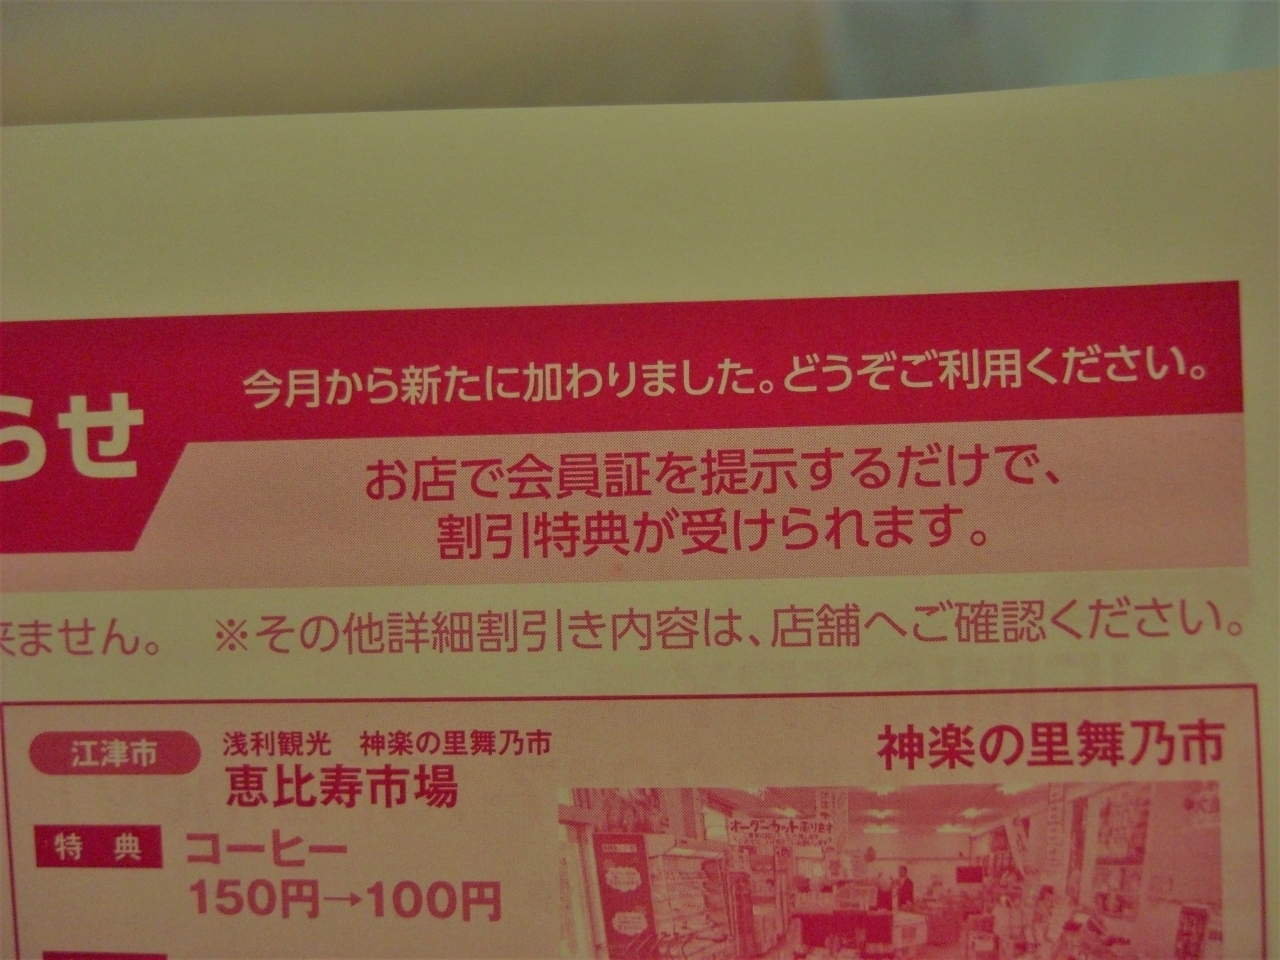 らせ
今月から新たに加わりました。どうぞご利用ください。
お店で会員証を提示するだけで、
割引特典が受けられます。
来ません。 ※その他詳細割引き内容は、店舗へご確認ください。
江津市
浅利観光 神楽の里舞乃市
恵比寿市場
神楽の里舞乃市
特典
コーヒー
150円→100円